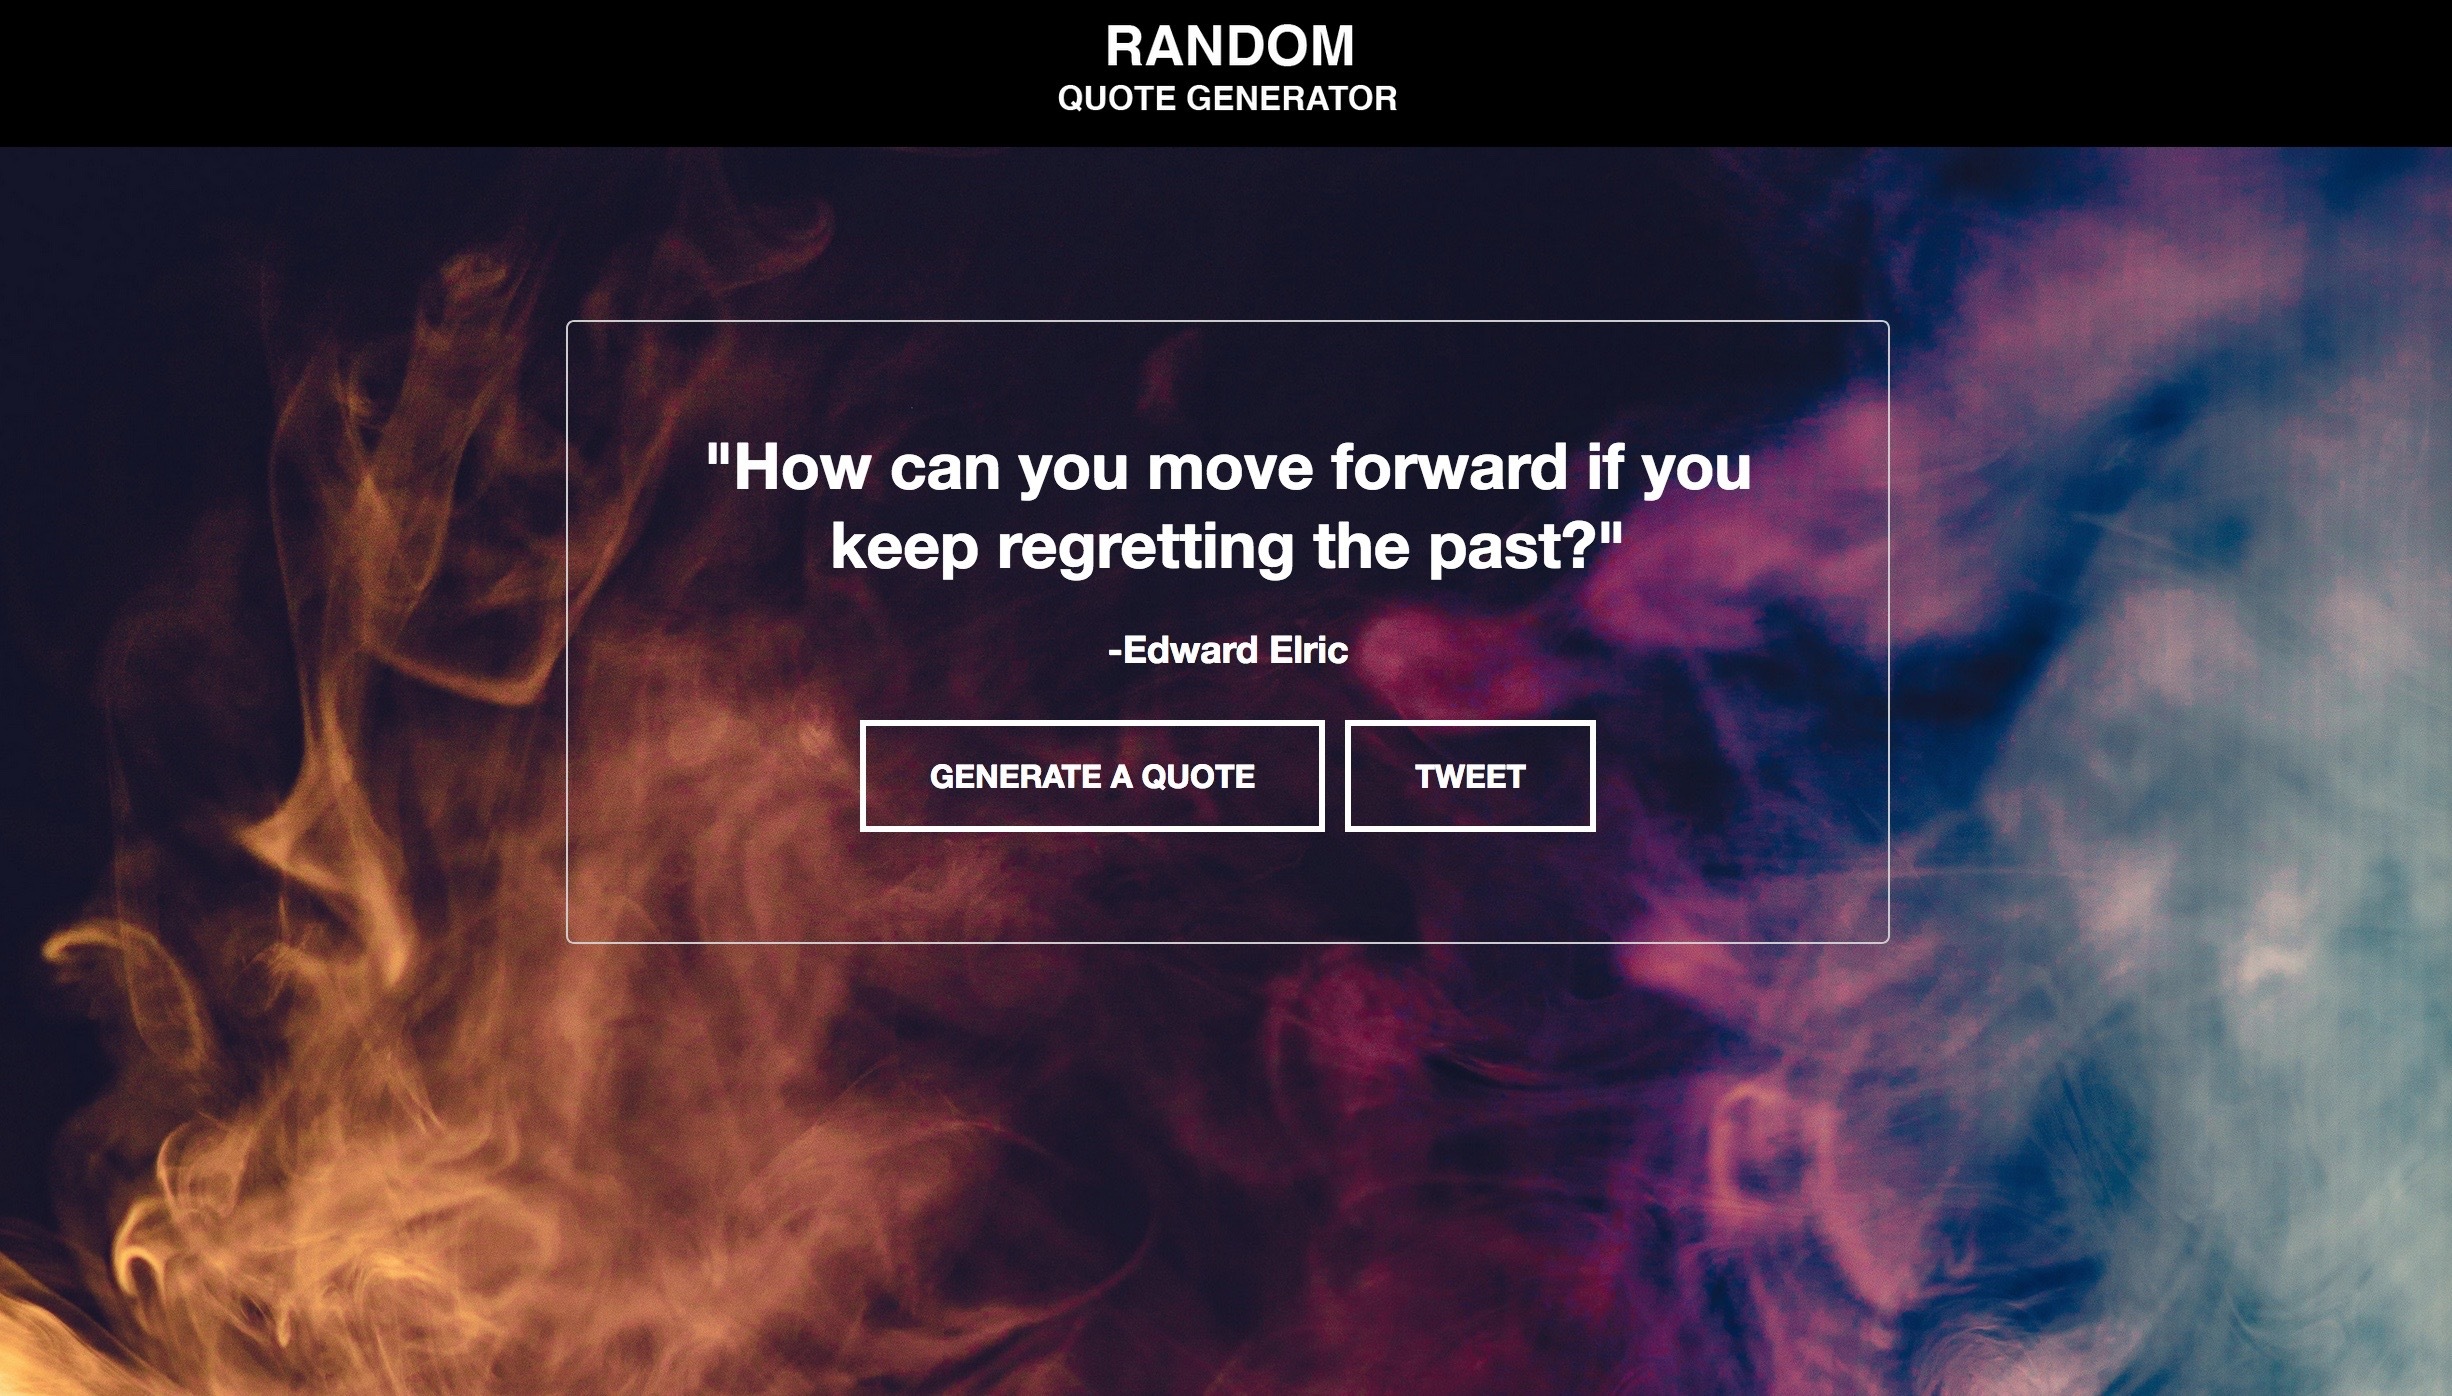 RANDOM
QUOTE GENERATOR
"How can you move forward if you
keep regretting the past?"
-Edward Elric
GENERATE A QUOTE
TWEET